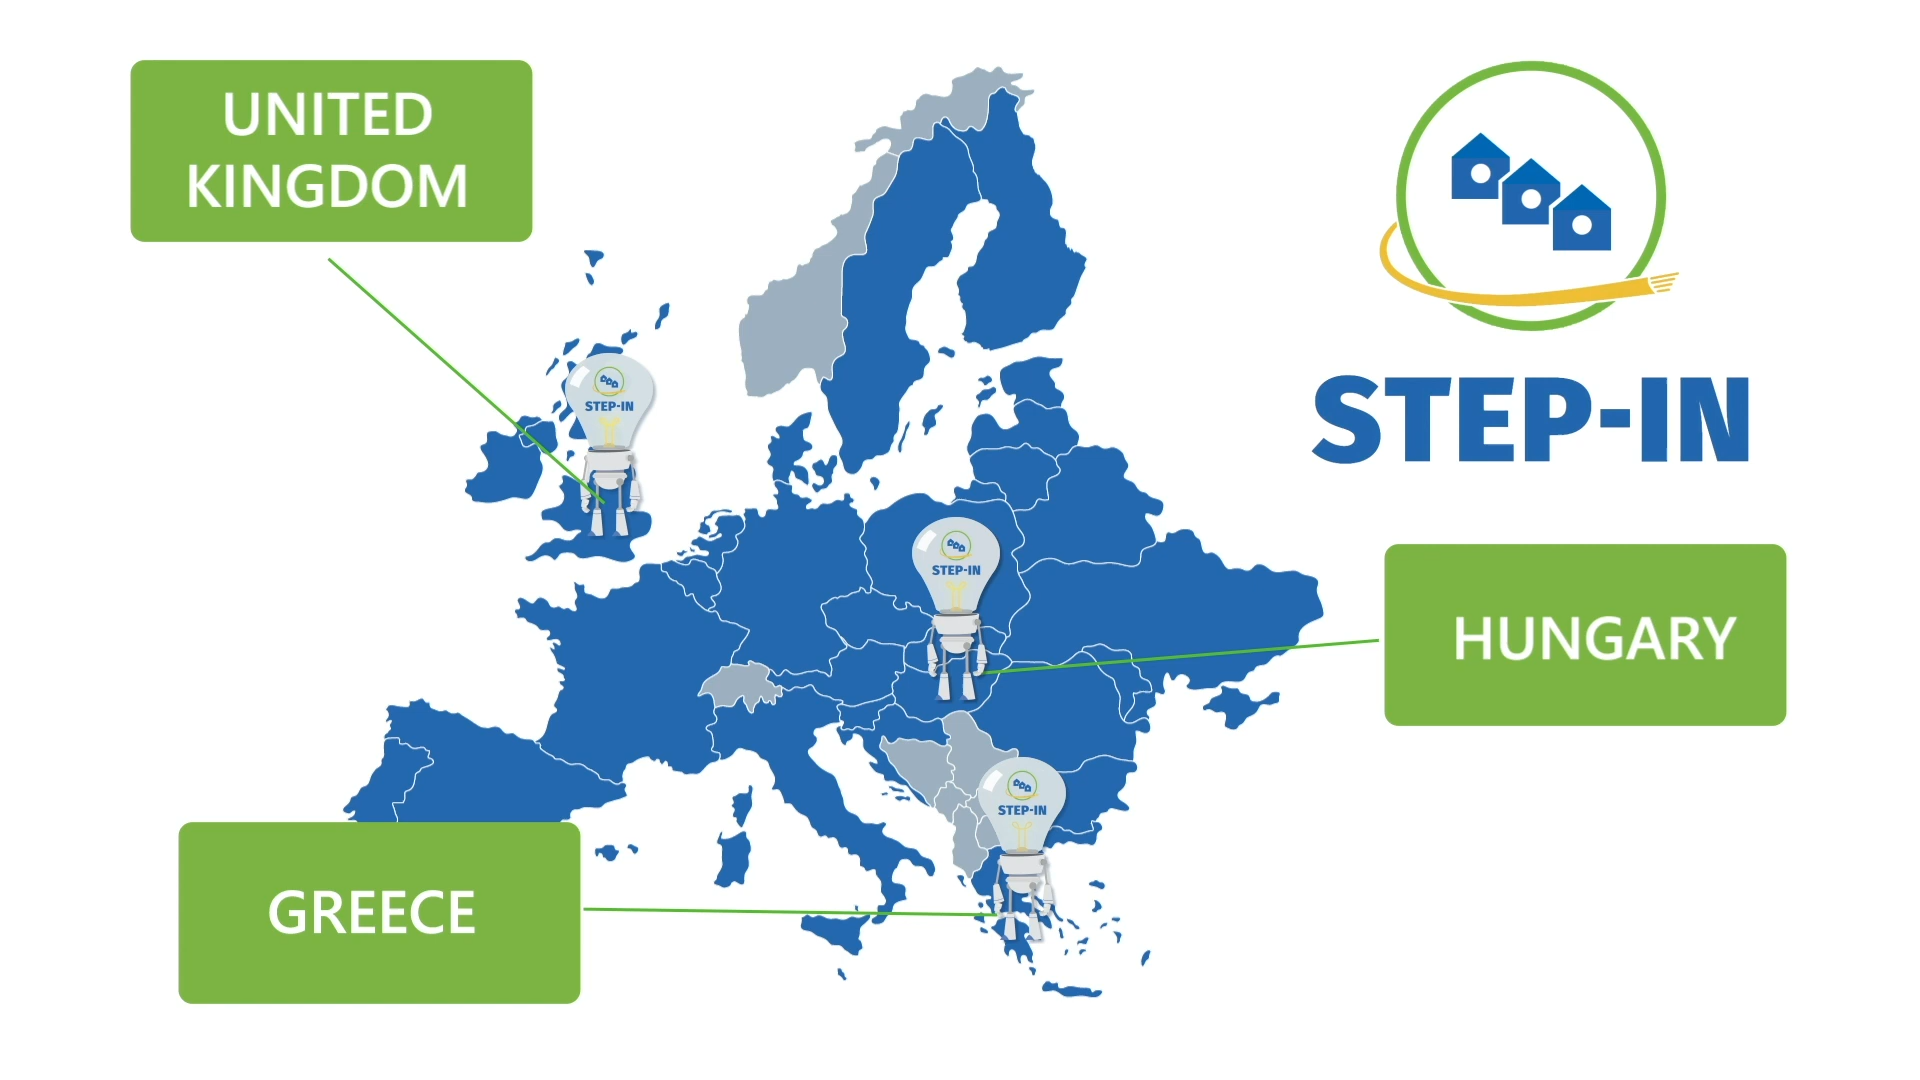 UNITED
KINGDOM
STEP-IN
STEP-IN
STEP-IN
HUNGARY
STEP-IN
GREECE